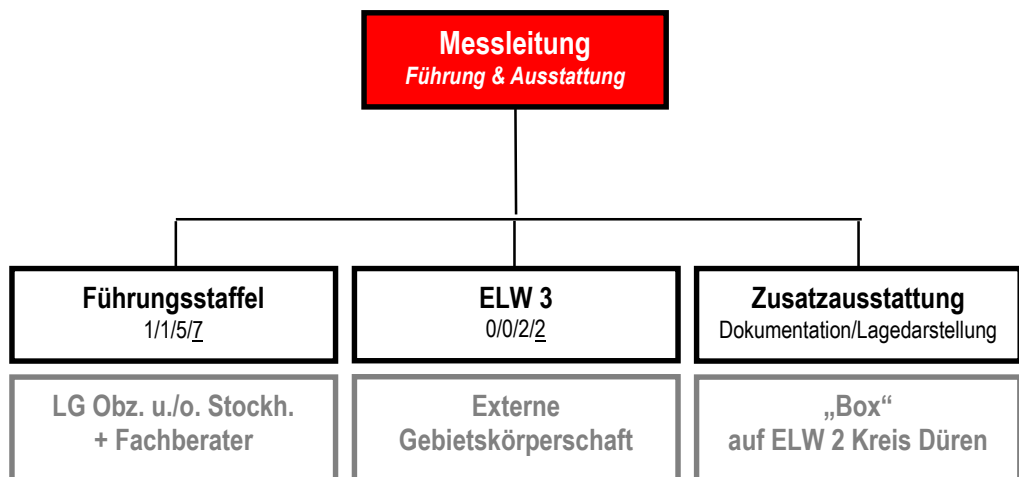 Messleitung
Führung & Ausstattung
Führungsstaffel
1/1/5/7
ELW 3
0/0/2/2
Zusatzausstattung
Dokumentation/Lagedarstellung
LG Obz. u./o. Stockh.
+ Fachberater
Externe
Gebietskörperschaft
„Box“
auf ELW 2 Kreis Düren